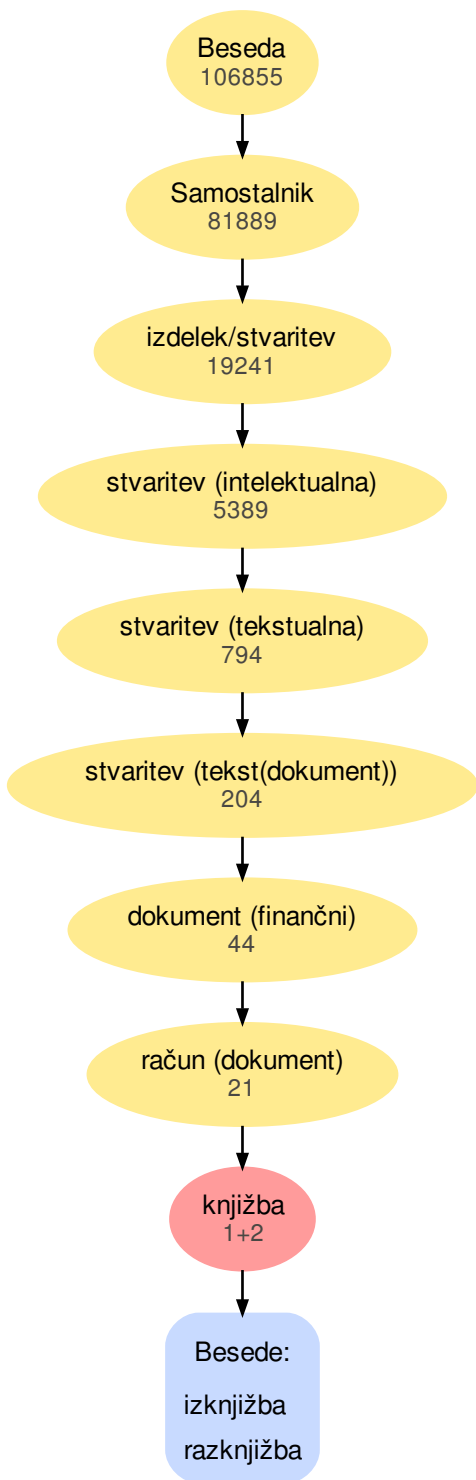 Beseda
106855
Samostalnik
81889
izdelek/stvaritev
19241
stvaritev (intelektualna)
5389
stvaritev (tekstualna)
794
stvaritev (tekst(dokument))
204
dokument (finančni)
44
račun (dokument)
21
knjižba
1+2
Besede:
izknjižba
razknjižba